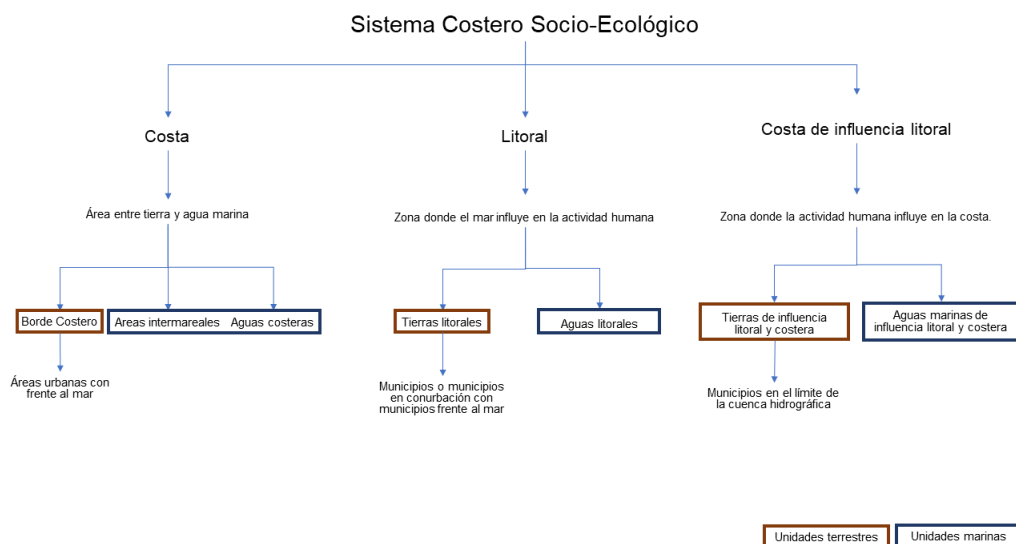 Sistema Costero Socio-Ecológico
Costa
Litoral
Costa de influencia litoral
Área entre tierra y agua marina
Zona donde el mar influye en la actividad humana
Zona donde la actividad humana influye en la costa.
Borde Costero
Areas intermareales
Aguas costeras
Tierras litorales
Aguas litorales
Tierras de influencia
litoral y costera
Aguas marinas de
influencia litoral y costera
Áreas urbanas con
frente al mar
Municipios o municipios
en conurbación con
municipios frente al mar
Municipios en el límite de
la cuenca hidrográfica
Unidades terrestres
Unidades marinas